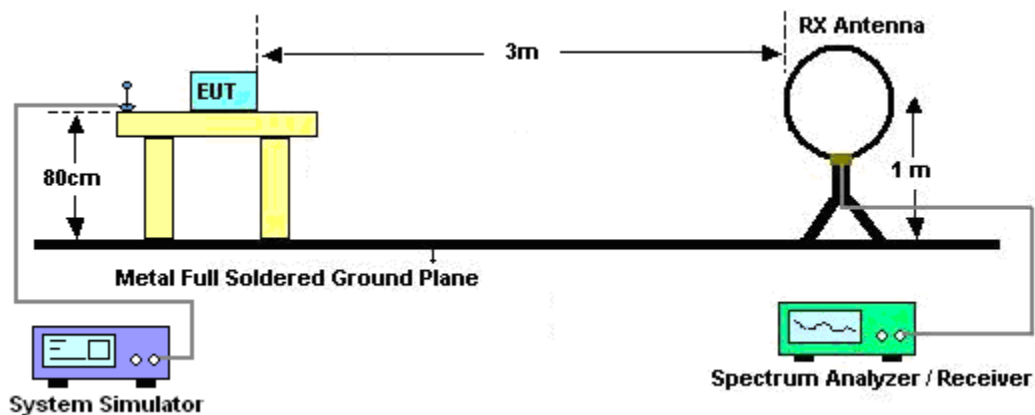 RX Antenna
3m
EUT
80cm
1 m
Metal Full Soldered Ground Plane
System Simulator
Spectrum Analyzer / Receiver